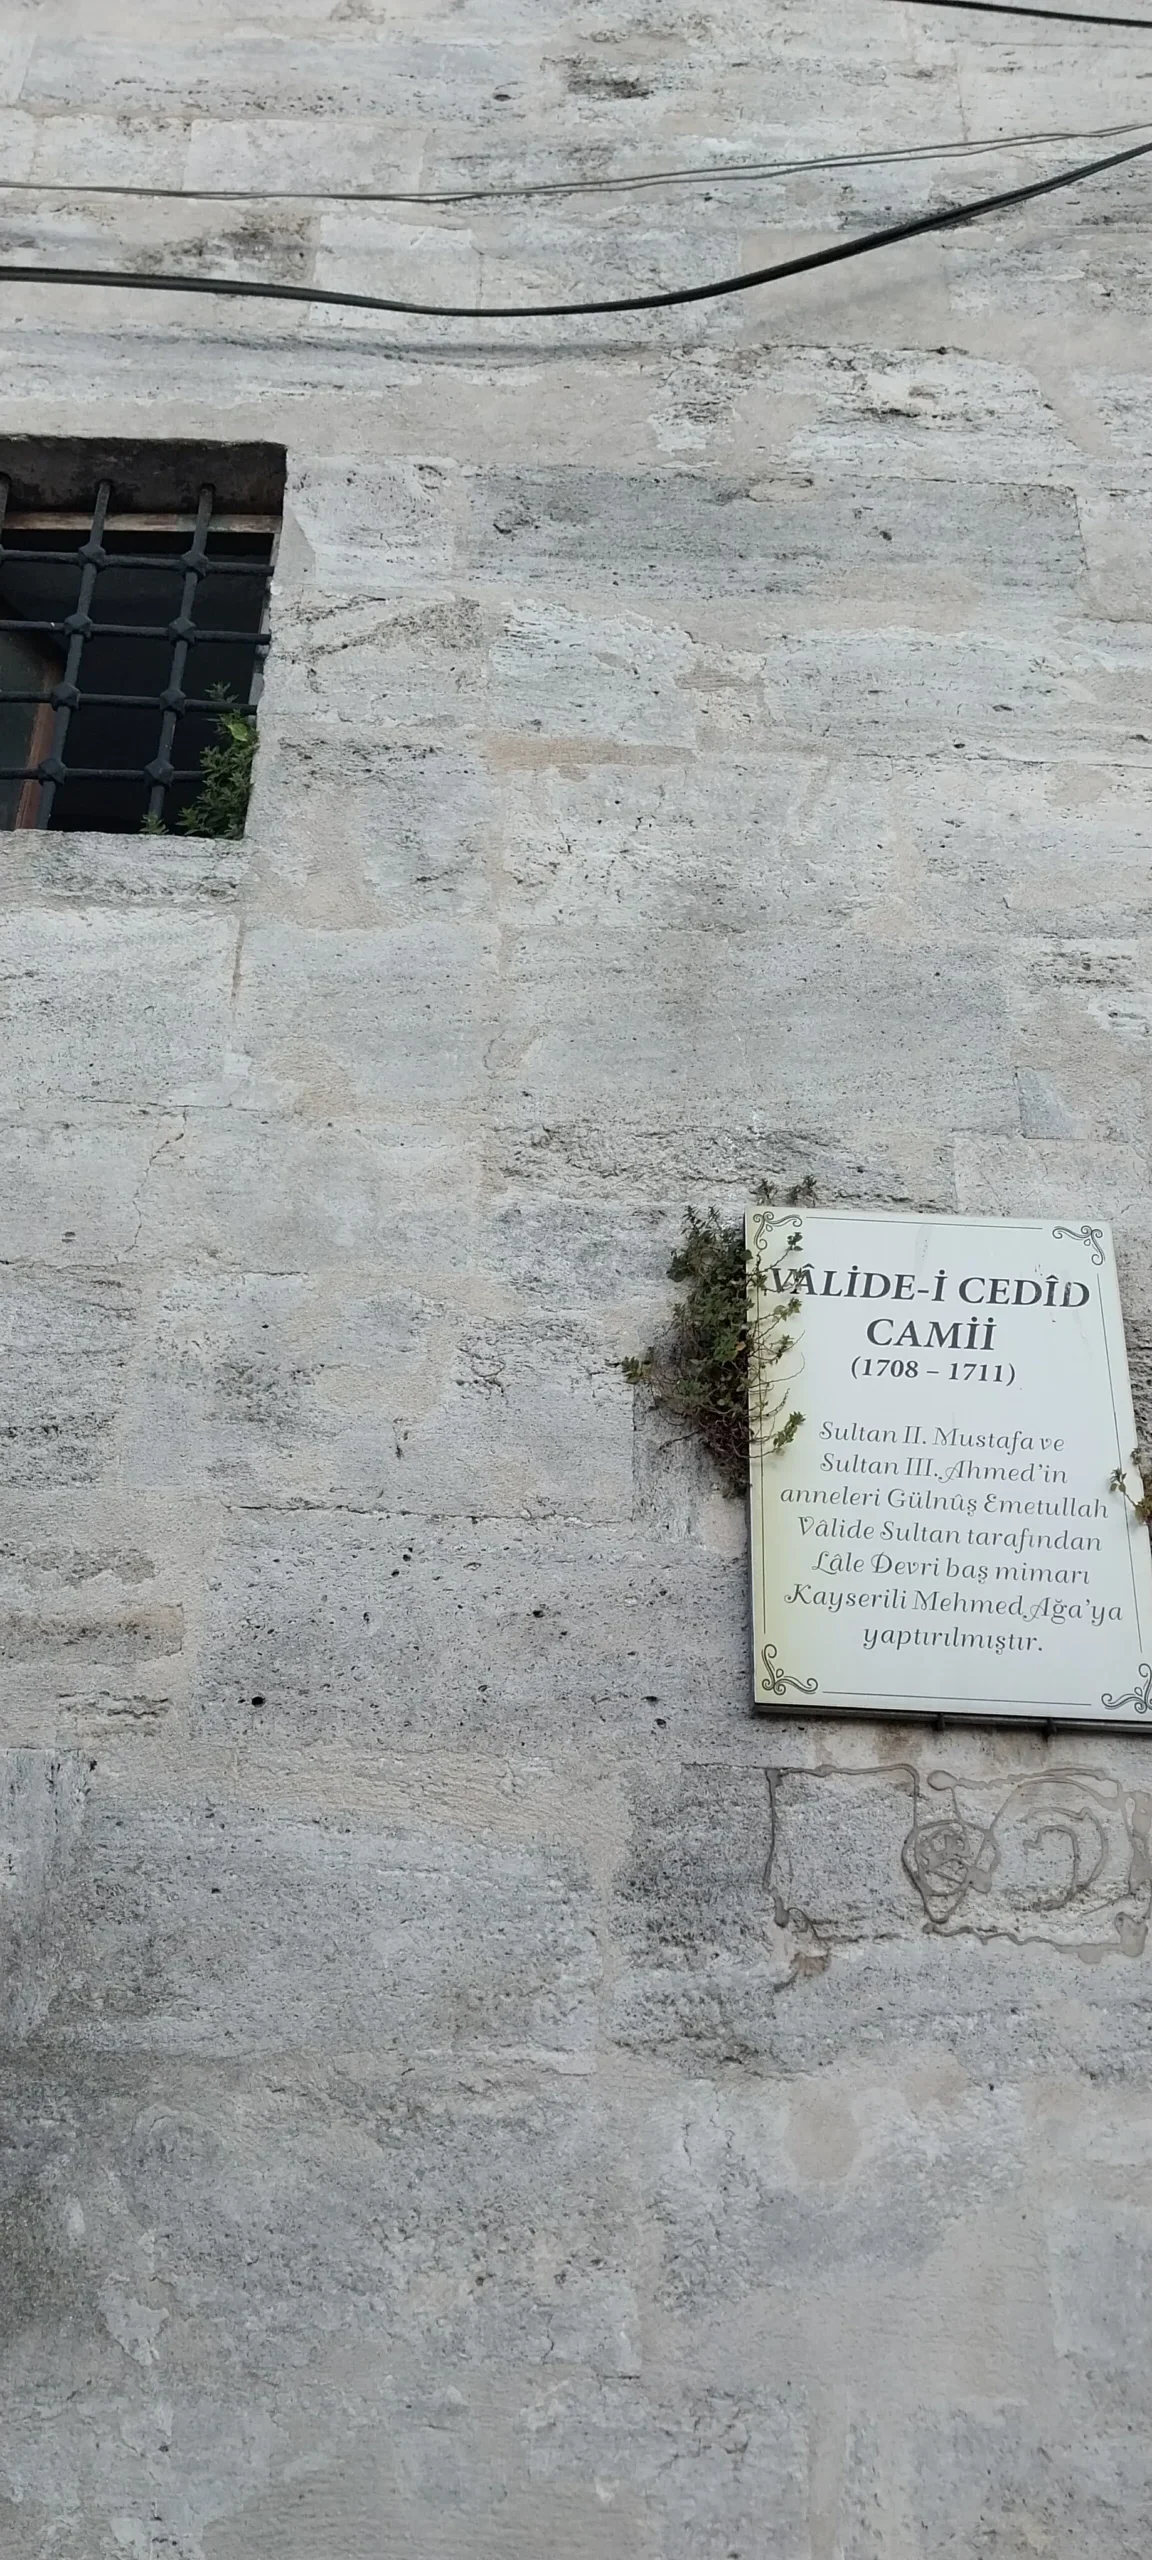 VÂLİDE-İ CEDÎD
CAMİİ
(1708 – 1711)
Sultan II. Mustafa ve
Sultan III. Ahmed'in
anneleri Gülnûş Emetullah
Vâlide Sultan tarafından
Lâle Devri baş mimarı
Kayserili Mehmed Ağa'ya
yaptırılmıştır.